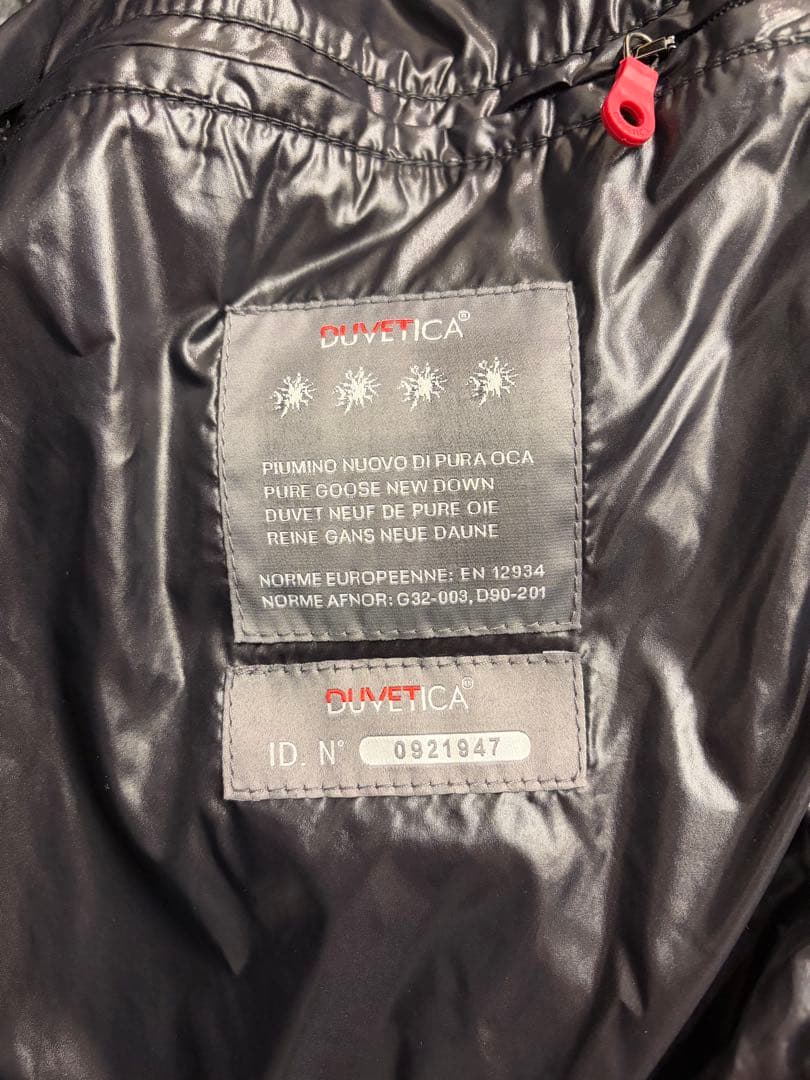 DUVETICA®
PIUMINO NUOVO DI PURA OCA
PURE GOOSE NEW DOWN
DUVET NEUF DE PURE OIE
REINE GANS NEUE DAUNE
NORME EUROPEENNE: EN 12934
NORME AFNOR: G32-003, D90-201
DUVETICA®
ID. N° 0921947